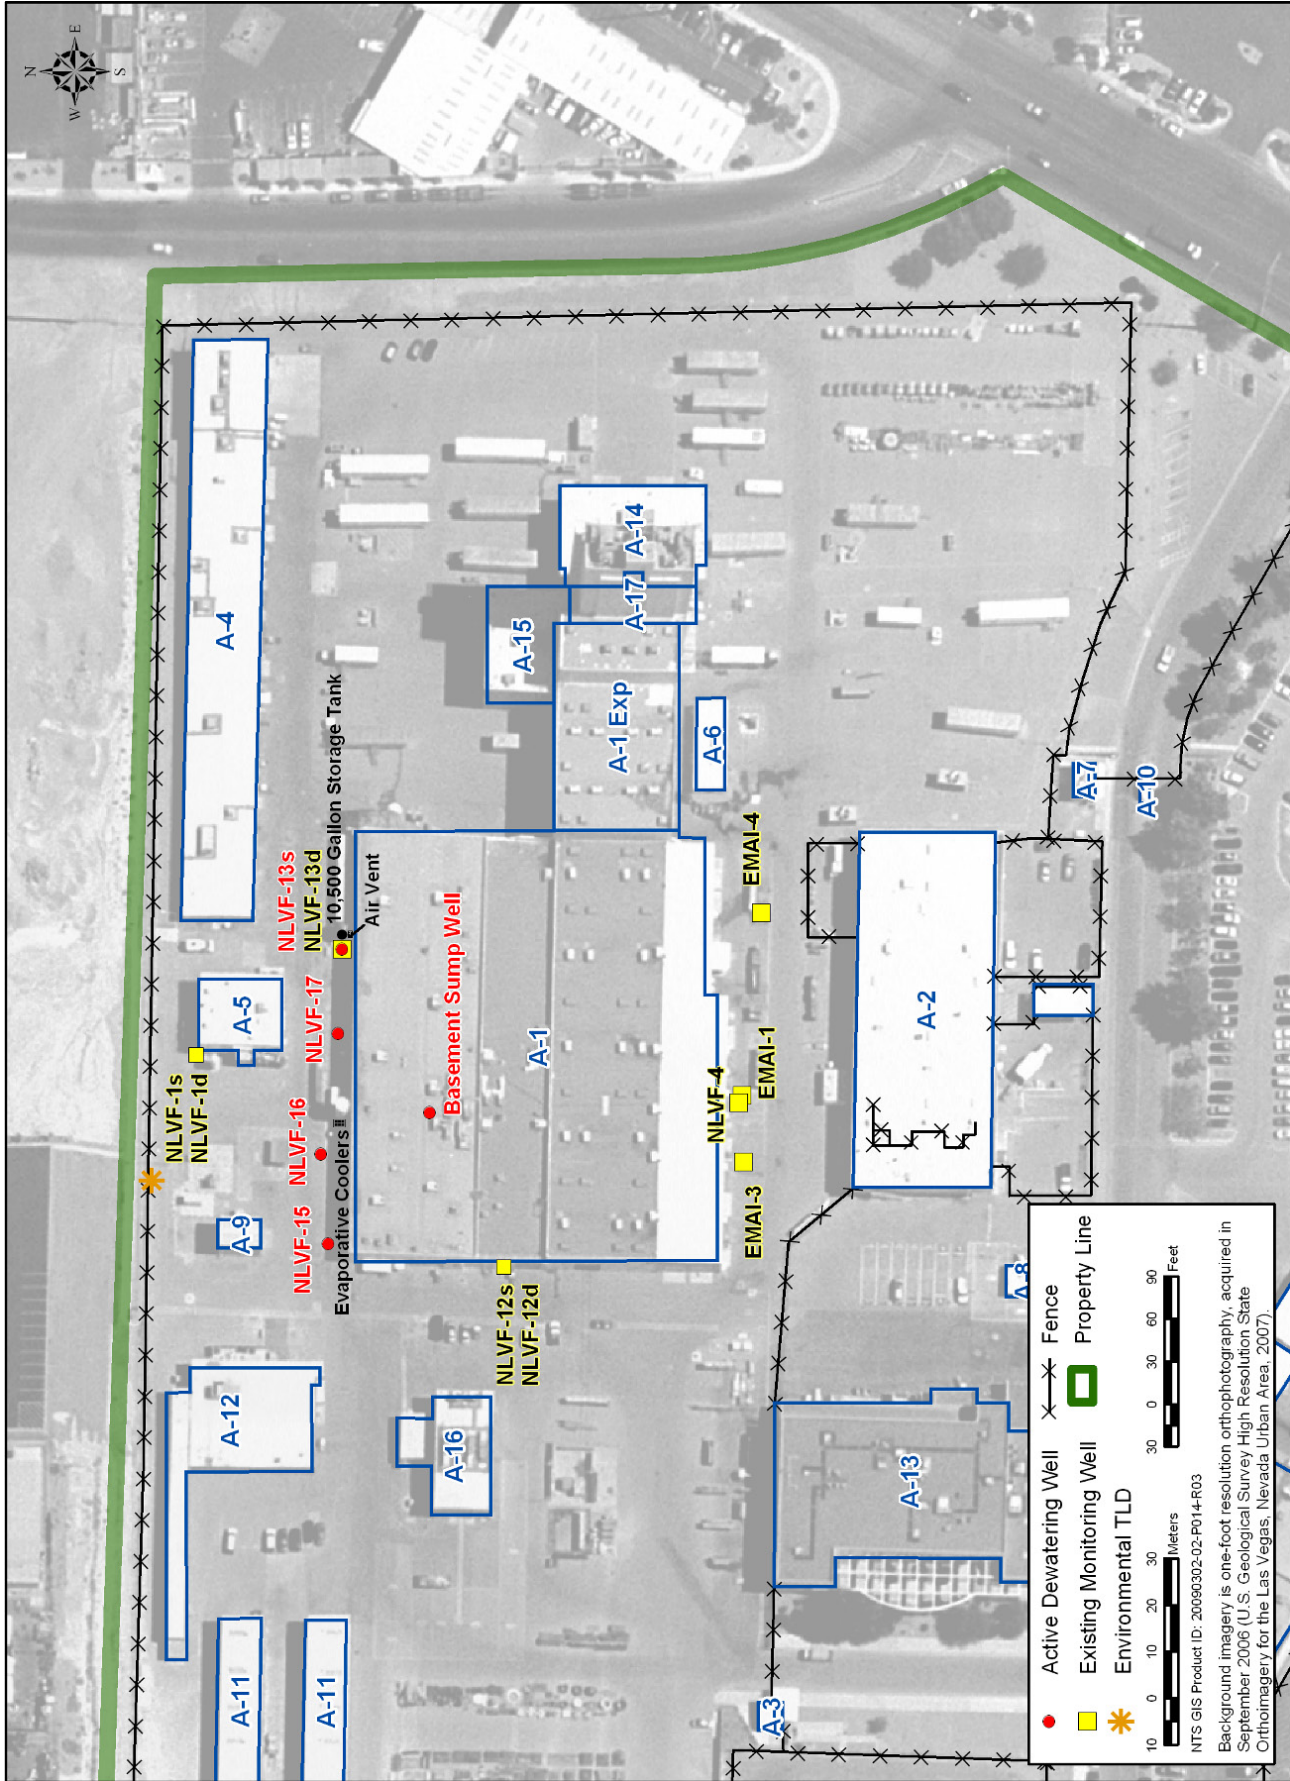 N
E
S
W
A-4
A-5
A-9
A-12
A-11
A-11
A-16
NLVF-1s
NLVF-1d
NLVF-13s
NLVF-13d
10,500 Gallon Storage Tank
Air Vent
NLVF-17
NLVF-16
NLVF-15
Evaporative Coolers
Basement Sump Well
A-1
A-15
A-1 Exp
A-17
A-14
A-6
NLVF-12s
NLVF-12d
EMAI-4
NLVF-4
EMAI-1
EMAI-3
A-2
A-7
A-10
A-8
A-13
A-3
Active Dewatering Well
Existing Monitoring Well
Environmental TLD
Fence
Property Line
10 0 10 20 30
Meters
30 0 30 60 90
Feet
NTS GIS Product ID: 20090302-02-P014-R03
Background imagery is one-foot resolution orthophotography, acquired in
September 2006 (U.S. Geological Survey High Resolution State
Orthoimagery for the Las Vegas, Nevada Urban Area, 2007).